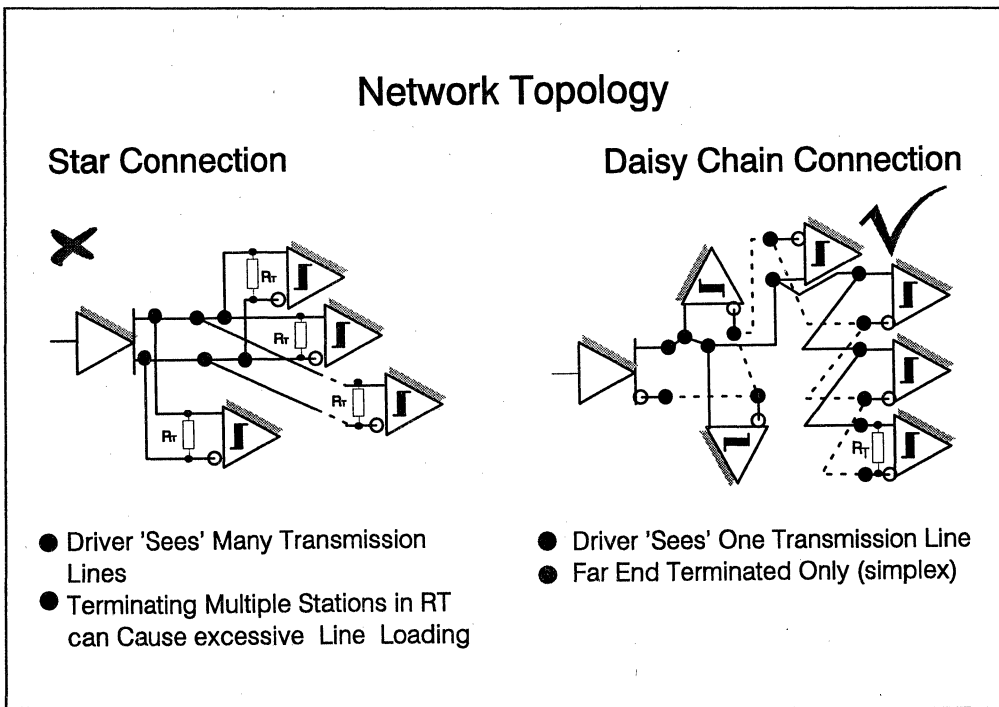 Network Topology
Star Connection
Daisy Chain Connection
RT
RT
RT
RT
RT
● Driver 'Sees' Many Transmission
Lines
● Terminating Multiple Stations in RT
can Cause excessive Line Loading
● Driver 'Sees' One Transmission Line
● Far End Terminated Only (simplex)